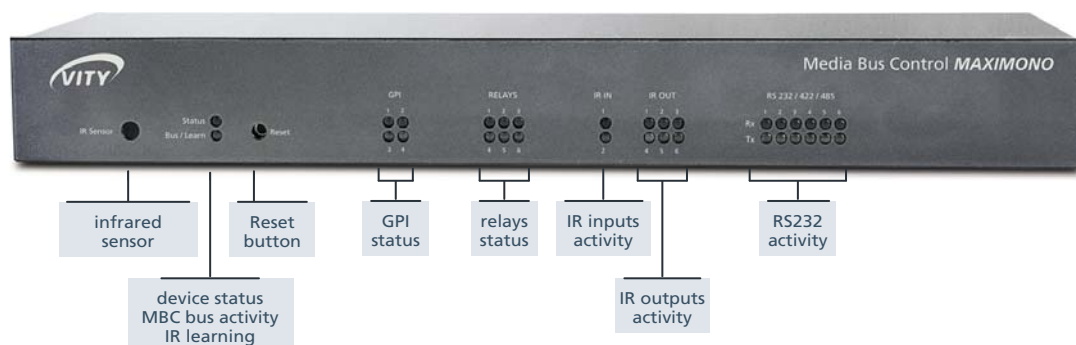 VITY
Media Bus Control MAXIMONO
GPI
RELAYS
IR IN
IR OUT
RS 232 / 422 / 485
1 2
1 2 3
1
1 2 3
1 2 3 4 5 6
Status
Rx
IR Sensor
Bus / Learn
Reset
Tx
3 4
4 5 6
2
4 5 6
infrared
sensor
Reset
button
GPI
status
relays
status
IR inputs
activity
RS232
activity
device status
MBC bus activity
IR learning
IR outputs
activity